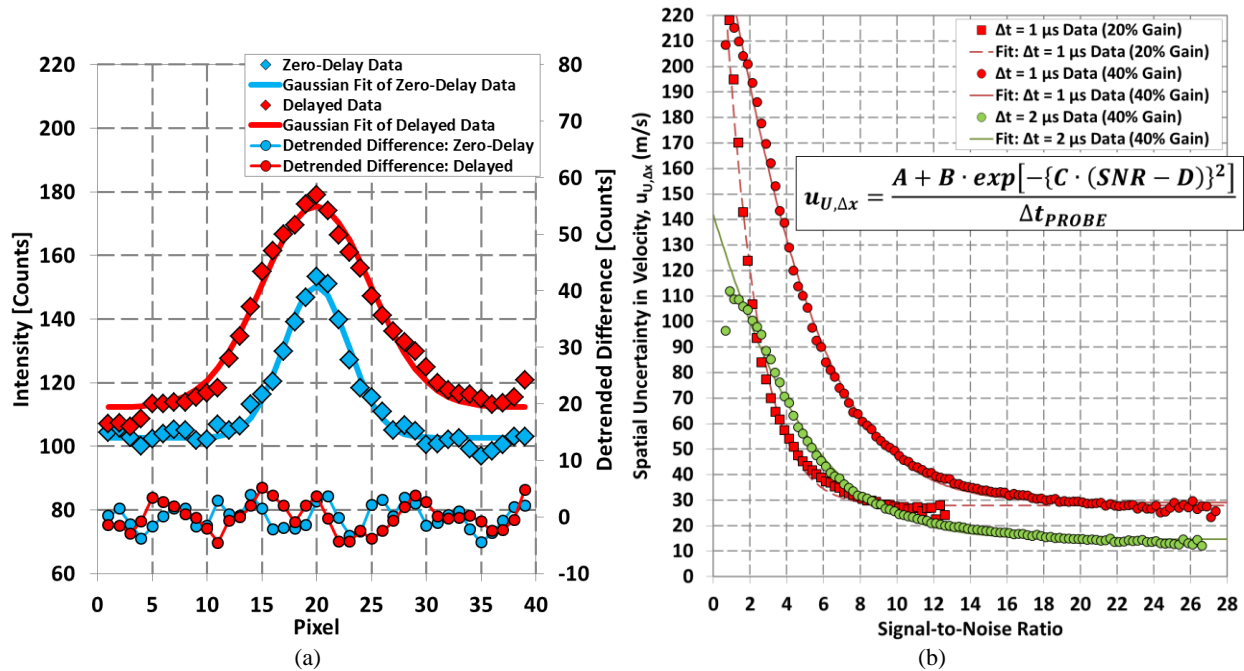 220
200
180
160
140
120
100
80
60
Intensity [Counts]
0
5
10
15
20
25
30
35
40
Pixel
80
70
60
50
40
30
20
10
0
-10
Detrended Difference [Counts]
Zero-Delay Data
Gaussian Fit of Zero-Delay Data
Delayed Data
Gaussian Fit of Delayed Data
Detrended Difference: Zero-Delay
Detrended Difference: Delayed
(a)
220
210
200
190
180
170
160
150
140
130
120
110
100
90
80
70
60
50
40
30
20
10
0
Spatial Uncertainty in Velocity, u_{U,Δx} (m/s)
0 2 4 6 8 10 12 14 16 18 20 22 24 26 28
Signal-to-Noise Ratio
Δt = 1 µs Data (20% Gain)
Fit: Δt = 1 µs Data (20% Gain)
Δt = 1 µs Data (40% Gain)
Fit: Δt = 1 µs Data (40% Gain)
Δt = 2 µs Data (40% Gain)
Fit: Δt = 2 µs Data (40% Gain)
u_{U,Δx} = \frac{A + B · exp[-{C · (SNR - D)}^2]}{Δt_{PROBE}}
(b)